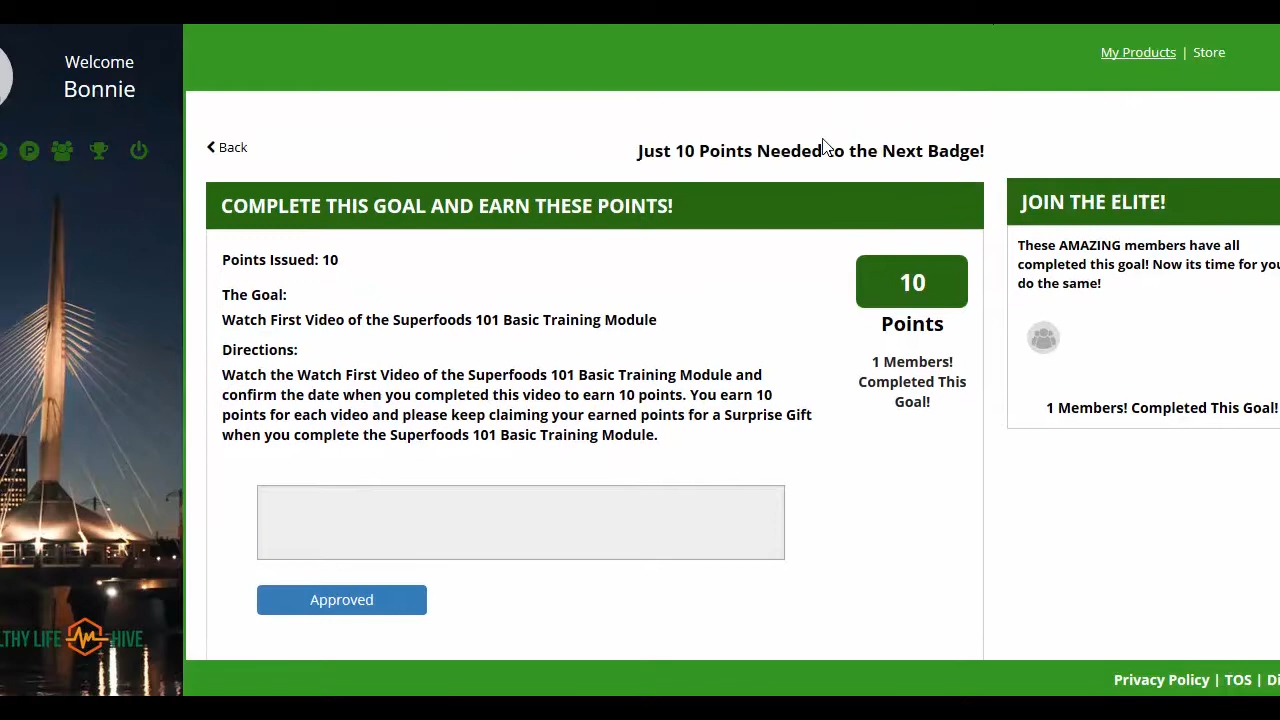 Welcome
Bonnie
My Products | Store
Back
Just 10 Points Needed to the Next Badge!
COMPLETE THIS GOAL AND EARN THESE POINTS!
Points Issued: 10
The Goal:
Watch First Video of the Superfoods 101 Basic Training Module
Directions:
Watch the Watch First Video of the Superfoods 101 Basic Training Module and
confirm the date when you completed this video to earn 10 points. You earn 10
points for each video and please keep claiming your earned points for a Surprise Gift
when you complete the Superfoods 101 Basic Training Module.
10
Points
1 Members!
Completed This
Goal!
Approved
JOIN THE ELITE!
These AMAZING members have all
completed this goal! Now its time for you
do the same!
1 Members! Completed This Goal!
LTHY LIFE HIVE
Privacy Policy | TOS | Di